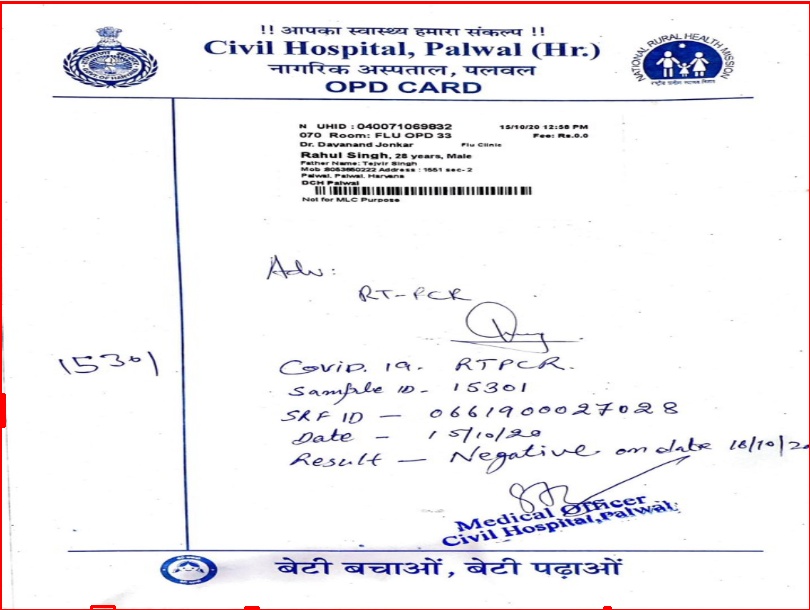 !! आपका स्वास्थ्य हमारा संकल्प !!
Civil Hospital, Palwal (Hr.)
नागरिक अस्पताल, पलवल
OPD CARD
NATIONAL RURAL HEALTH MISSION
N UHID : 040071069832 15/10/20 12:58 PM
070 Room: FLU OPD 33 Fee: Rs.0.0
Dr. Dayanand Jonkar Flu Clinic
Rahul Singh, 28 years, Male
Father Name: Tejvir Singh
Mob 8053650222 Address : 1551 sec- 2
Palwal, Palwal, Haryana
DCH Palwal
Not for MLC Purpose
Adv:
RT-PCR
15301
Covid. 19. RTPCR.
Sample ID - 15301
SRF ID - 0661900027028
Date - 15/10/20
Result - Negative on date 18/10/20
Medical Officer
Civil Hospital,Palwal
बेटी बचाओं, बेटी पढ़ाओं